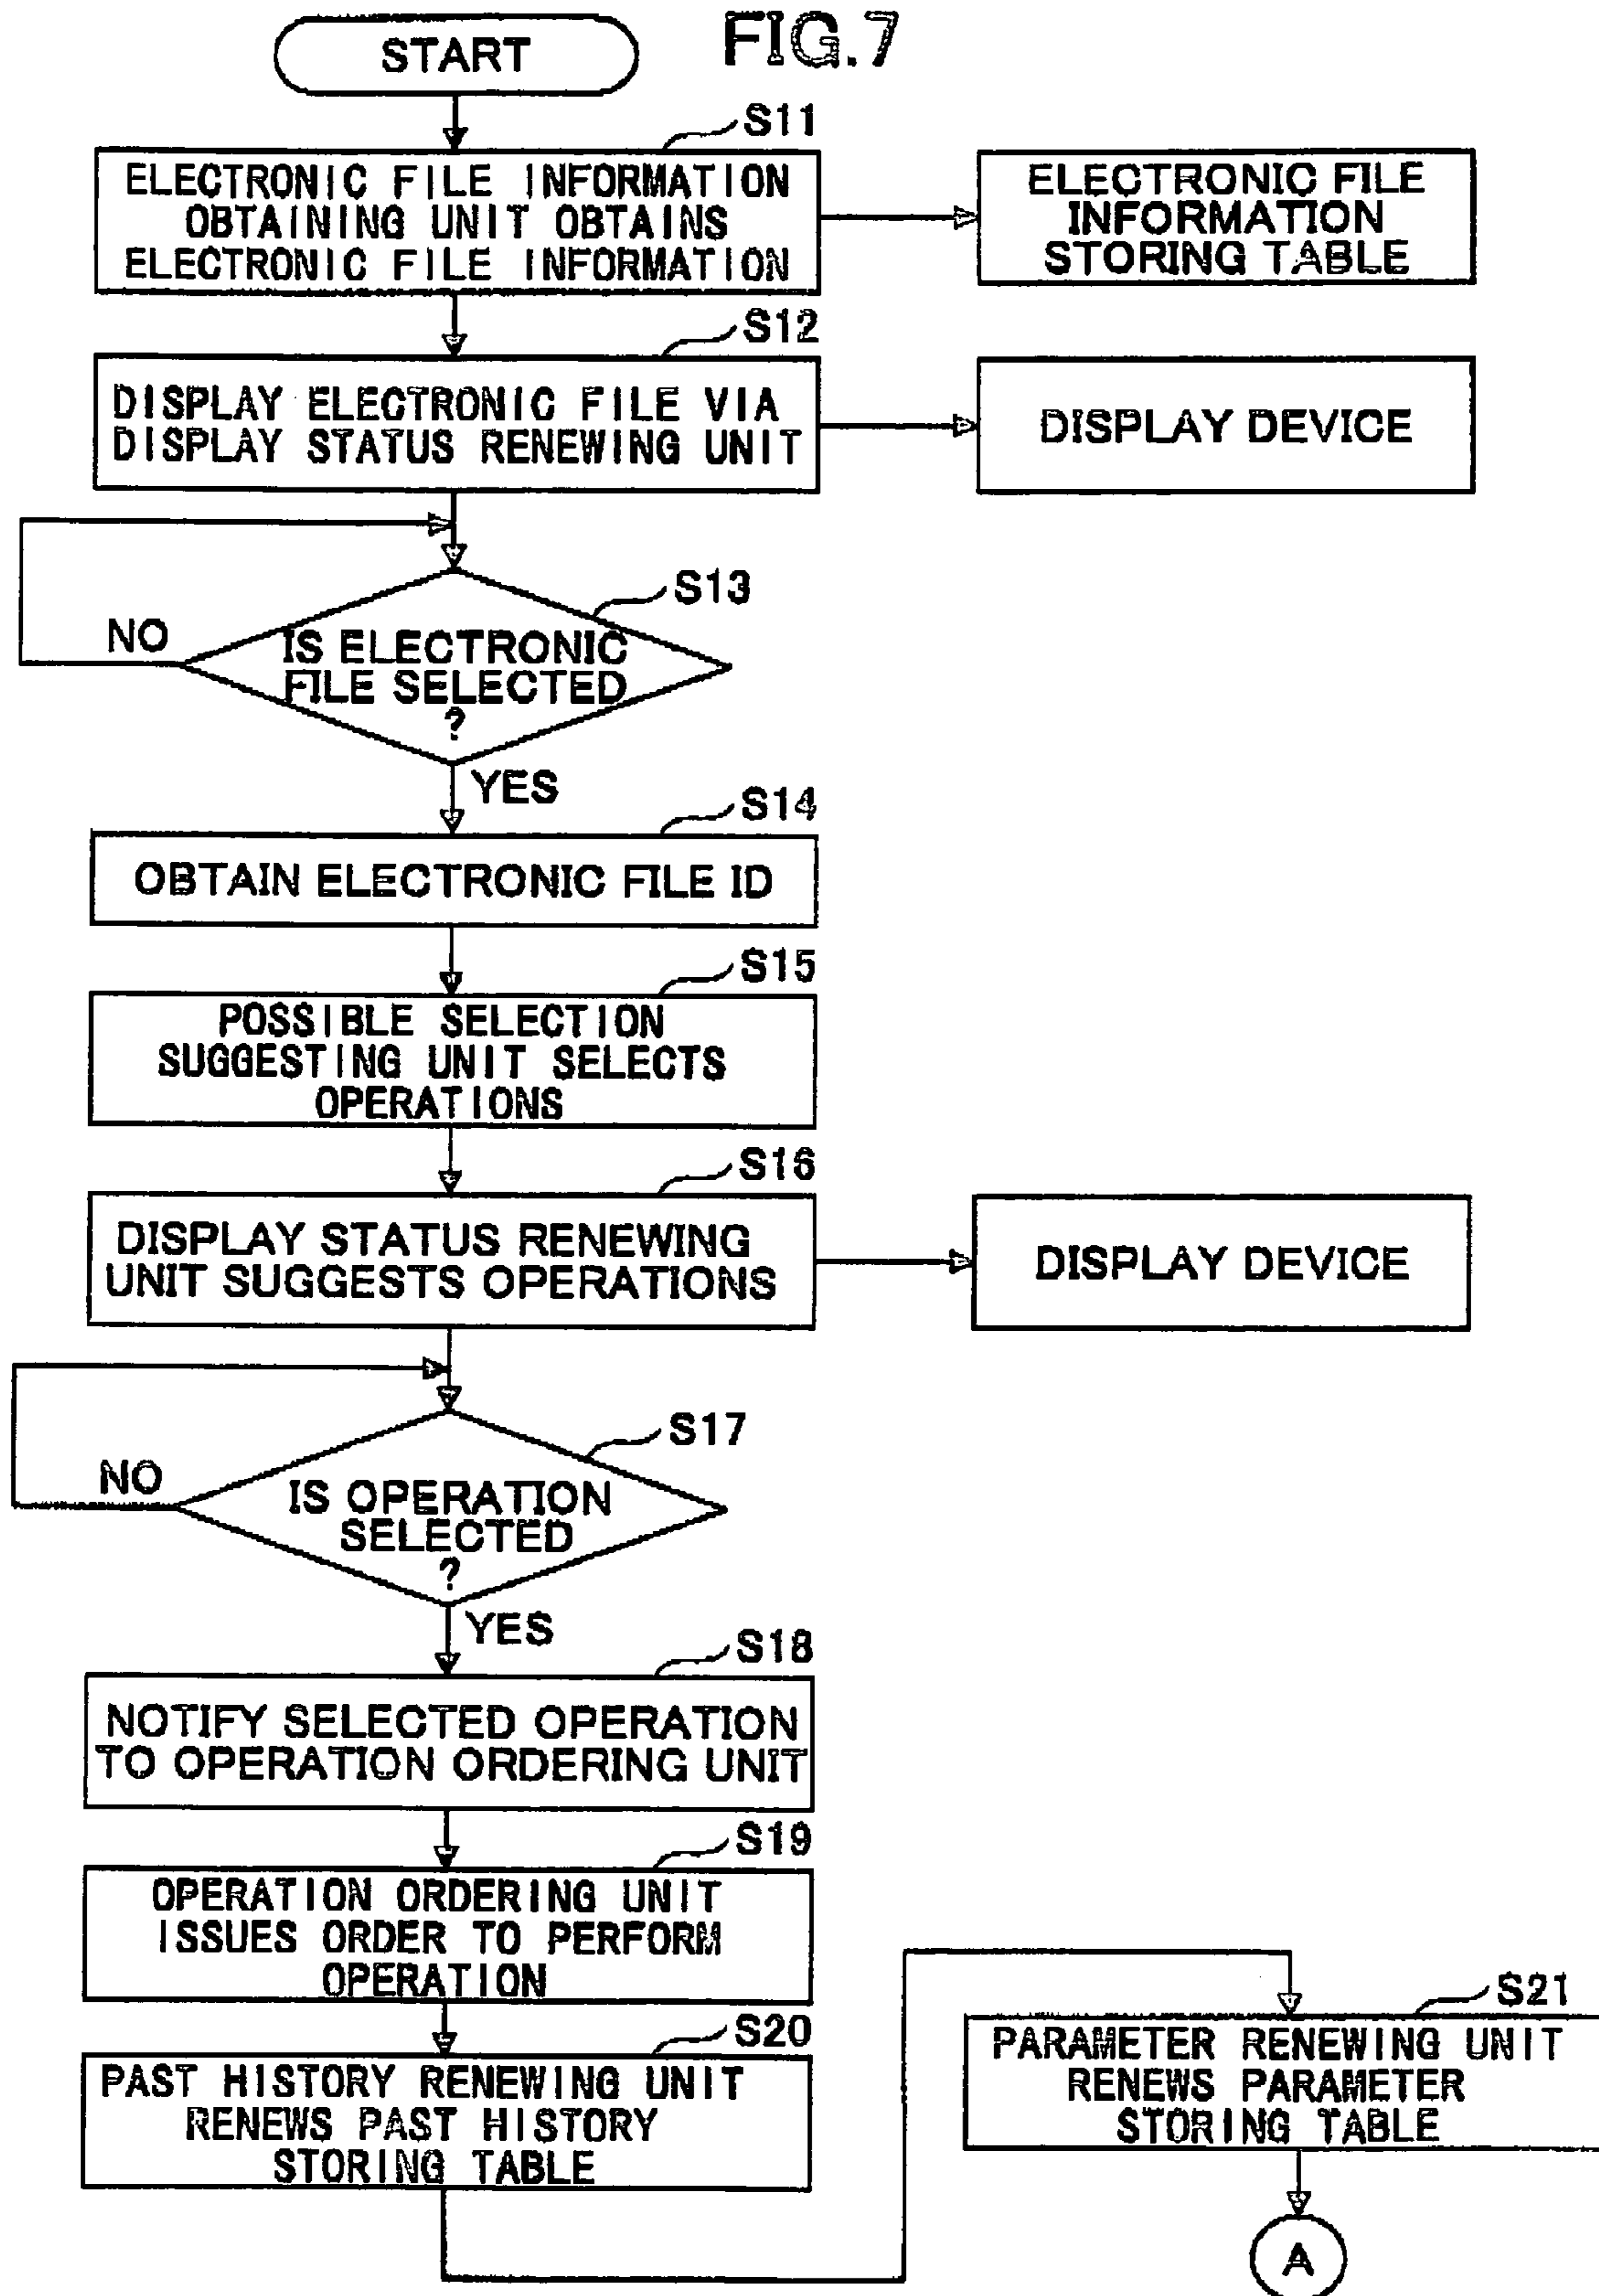 FIG.7
START
S11
ELECTRONIC FILE INFORMATION
OBTAINING UNIT OBTAINS
ELECTRONIC FILE INFORMATION
ELECTRONIC FILE
INFORMATION
STORING TABLE
S12
DISPLAY ELECTRONIC FILE VIA
DISPLAY STATUS RENEWING UNIT
DISPLAY DEVICE
S13
NO
IS ELECTRONIC
FILE SELECTED
?
YES
S14
OBTAIN ELECTRONIC FILE ID
S15
POSSIBLE SELECTION
SUGGESTING UNIT SELECTS
OPERATIONS
S16
DISPLAY STATUS RENEWING
UNIT SUGGESTS OPERATIONS
DISPLAY DEVICE
S17
NO
IS OPERATION
SELECTED
?
YES
S18
NOTIFY SELECTED OPERATION
TO OPERATION ORDERING UNIT
S19
OPERATION ORDERING UNIT
ISSUES ORDER TO PERFORM
OPERATION
S20
PAST HISTORY RENEWING UNIT
RENEWS PAST HISTORY
STORING TABLE
S21
PARAMETER RENEWING UNIT
RENEWS PARAMETER
STORING TABLE
A